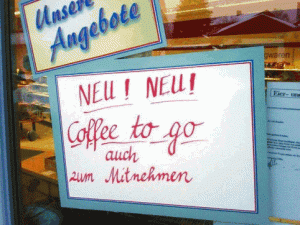 Unsere
Angebote
NEU! NEU!
Coffee to go
auch
zum Mitnehmen